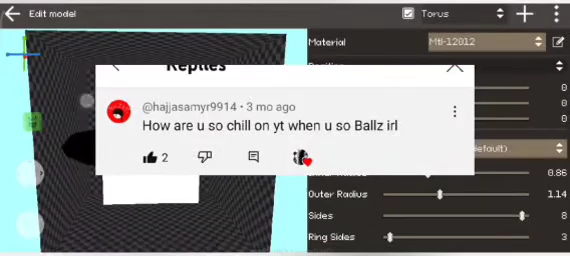 Edit model
Torus
Material
Mtl-12012
Replies
@hajjasamyr9914 • 3 mo ago
How are u so chill on yt when u so Ballz irl
2
0
0
0
0.86
Outer Radius
1.14
Sides
8
Ring Sides
3